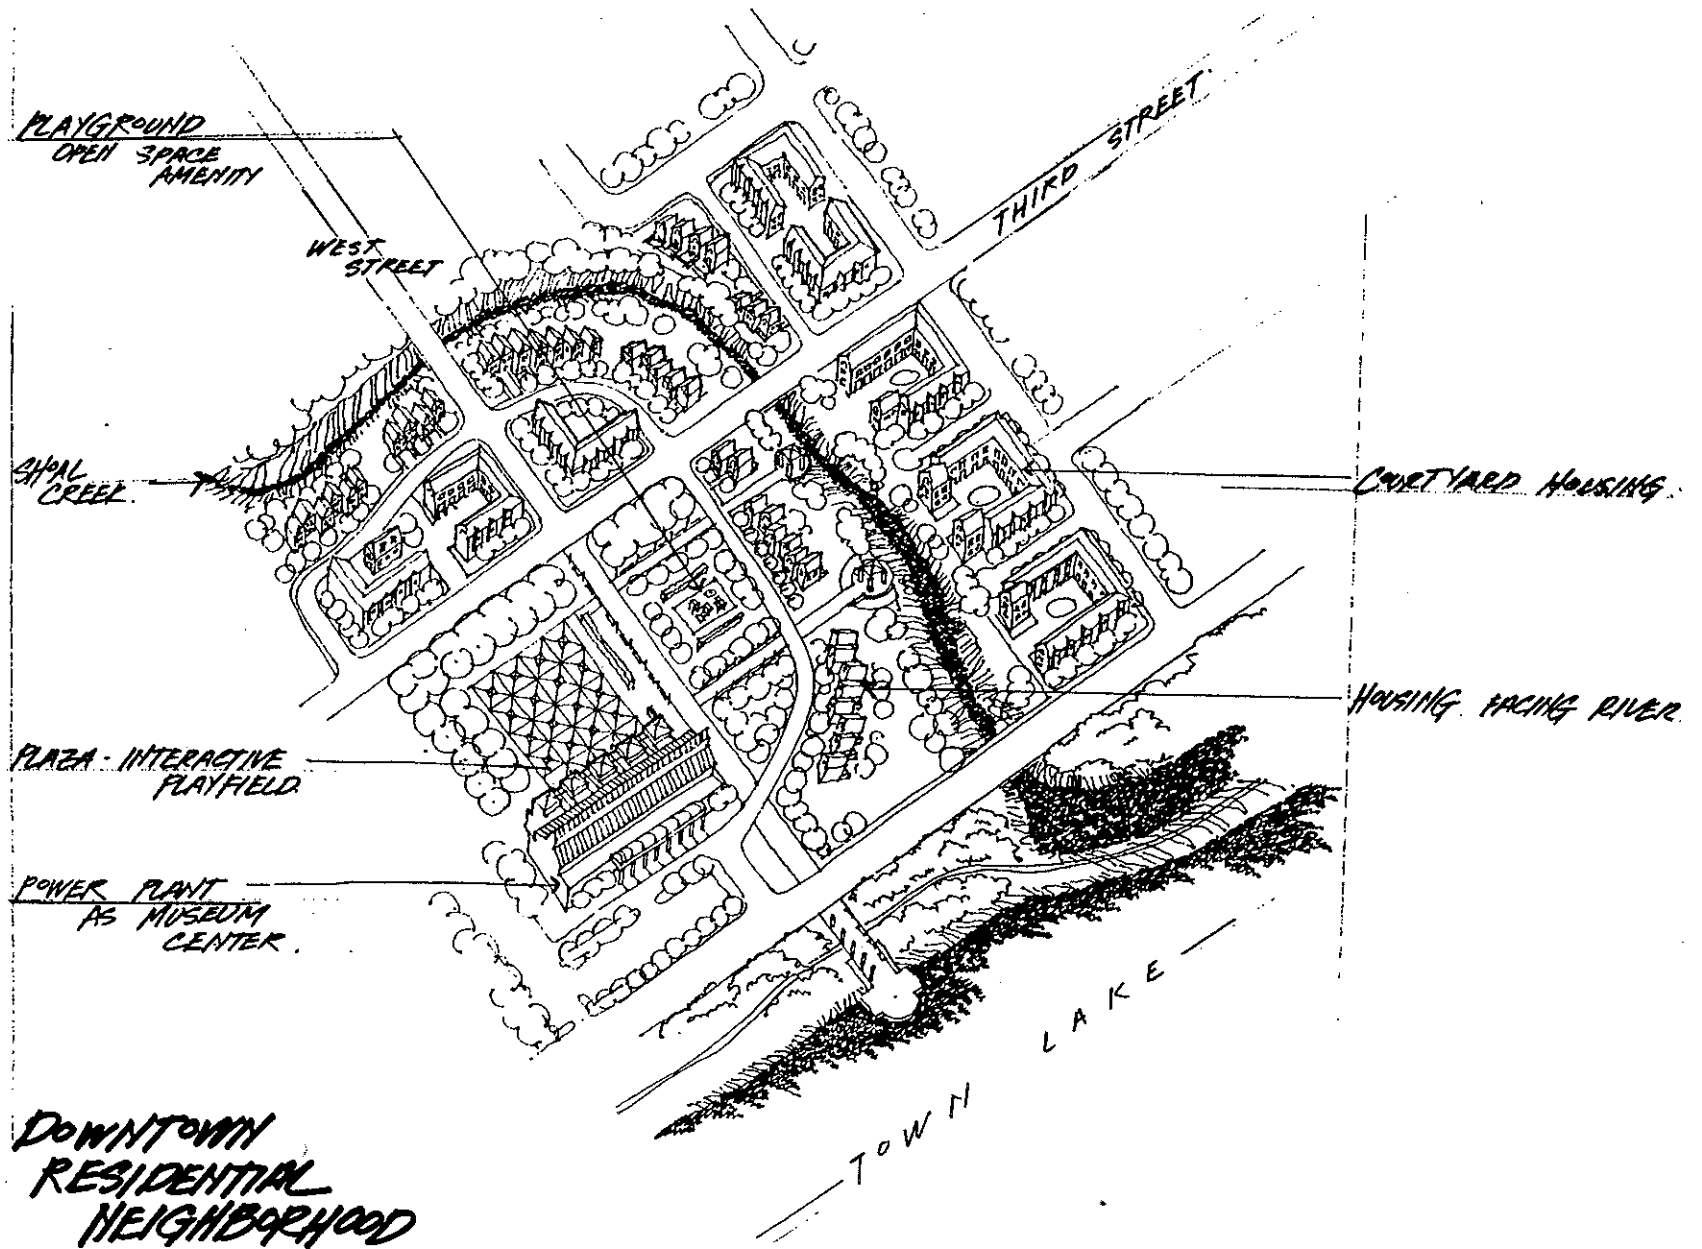 PLAYGROUND
OPEN SPACE
AMENITY
WEST
STREET
THIRD STREET.
SHOAL
CREEK.
COURTYARD HOUSING.
HOUSING FACING RIVER.
PLAZA - INTERACTIVE
PLAYFIELD.
POWER PLANT
AS MUSEUM
CENTER.
TOWN LAKE
DOWNTOWN
RESIDENTIAL
NEIGHBORHOOD